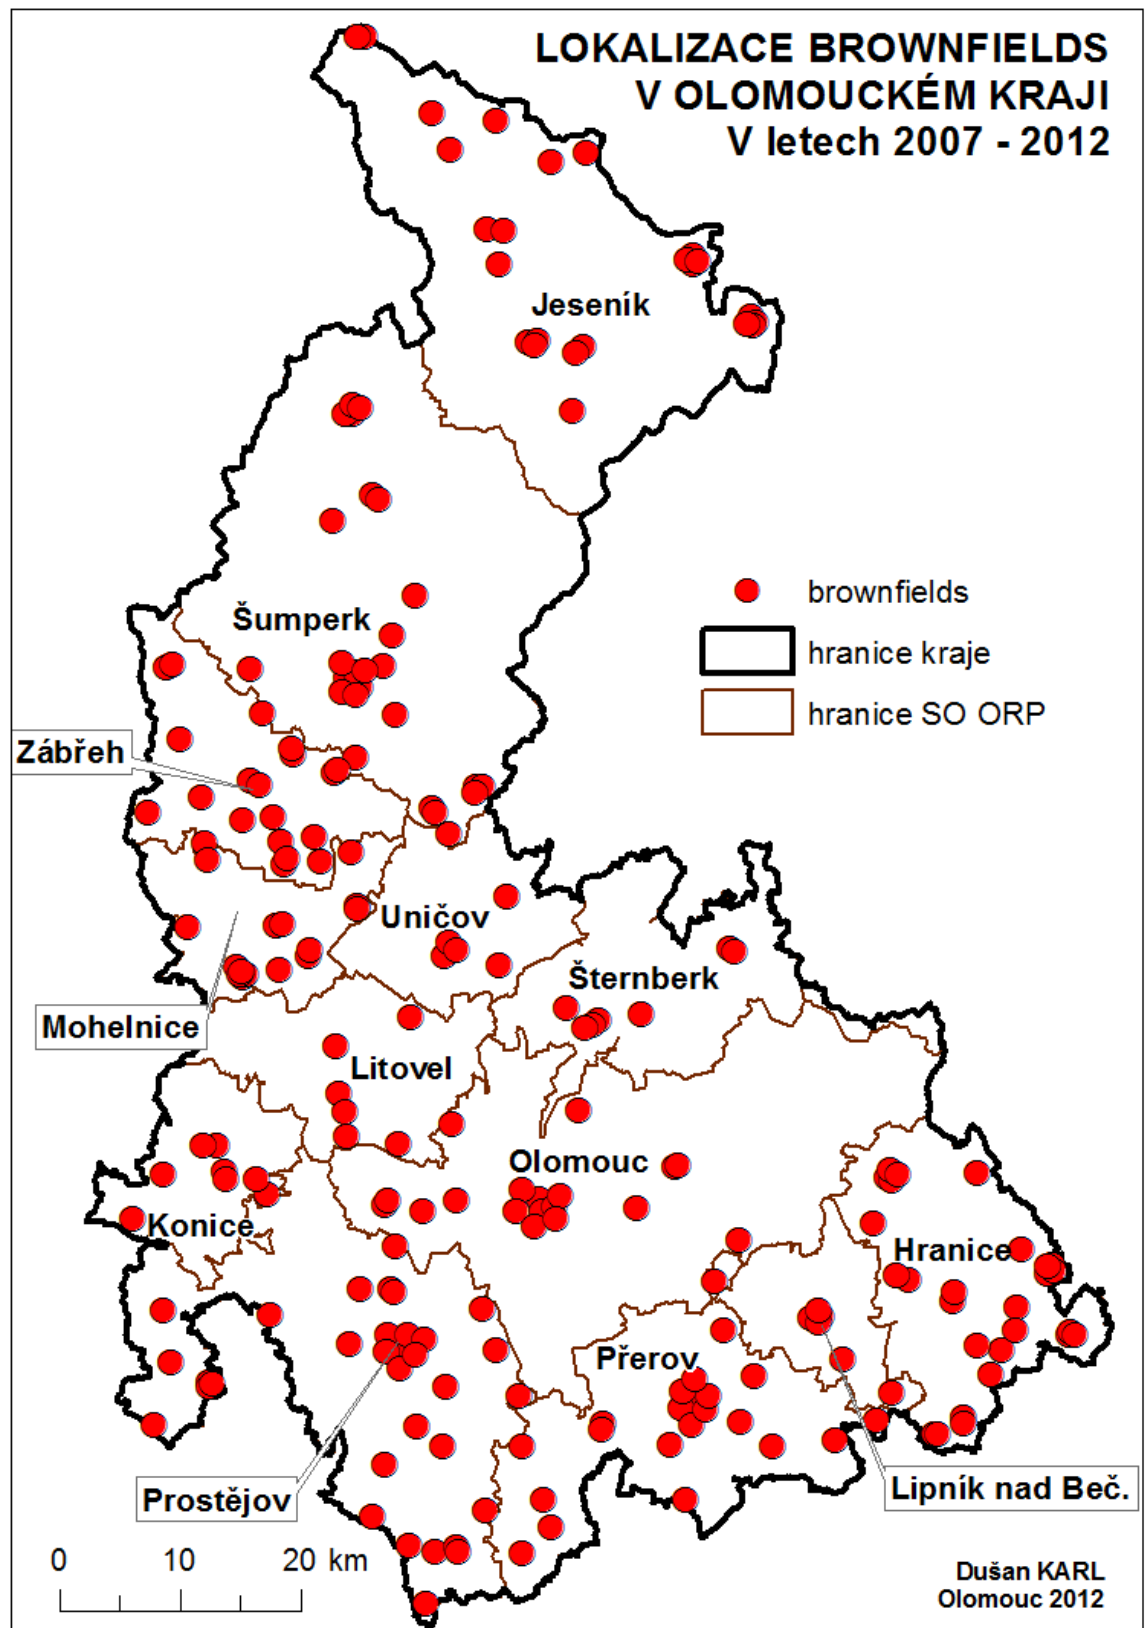 LOKALIZACE BROWNFIELDS
V OLOMOUCKÉM KRAJI
V letech 2007 - 2012
Jeseník
brownfields
Šumperk
hranice kraje
hranice SO ORP
Zábřeh
Uničov
Šternberk
Mohelnice
Litovel
Olomouc
Konice
Hranice
Přerov
Prostějov
Lipník nad Beč.
0 10 20 km
Dušan KARL
Olomouc 2012